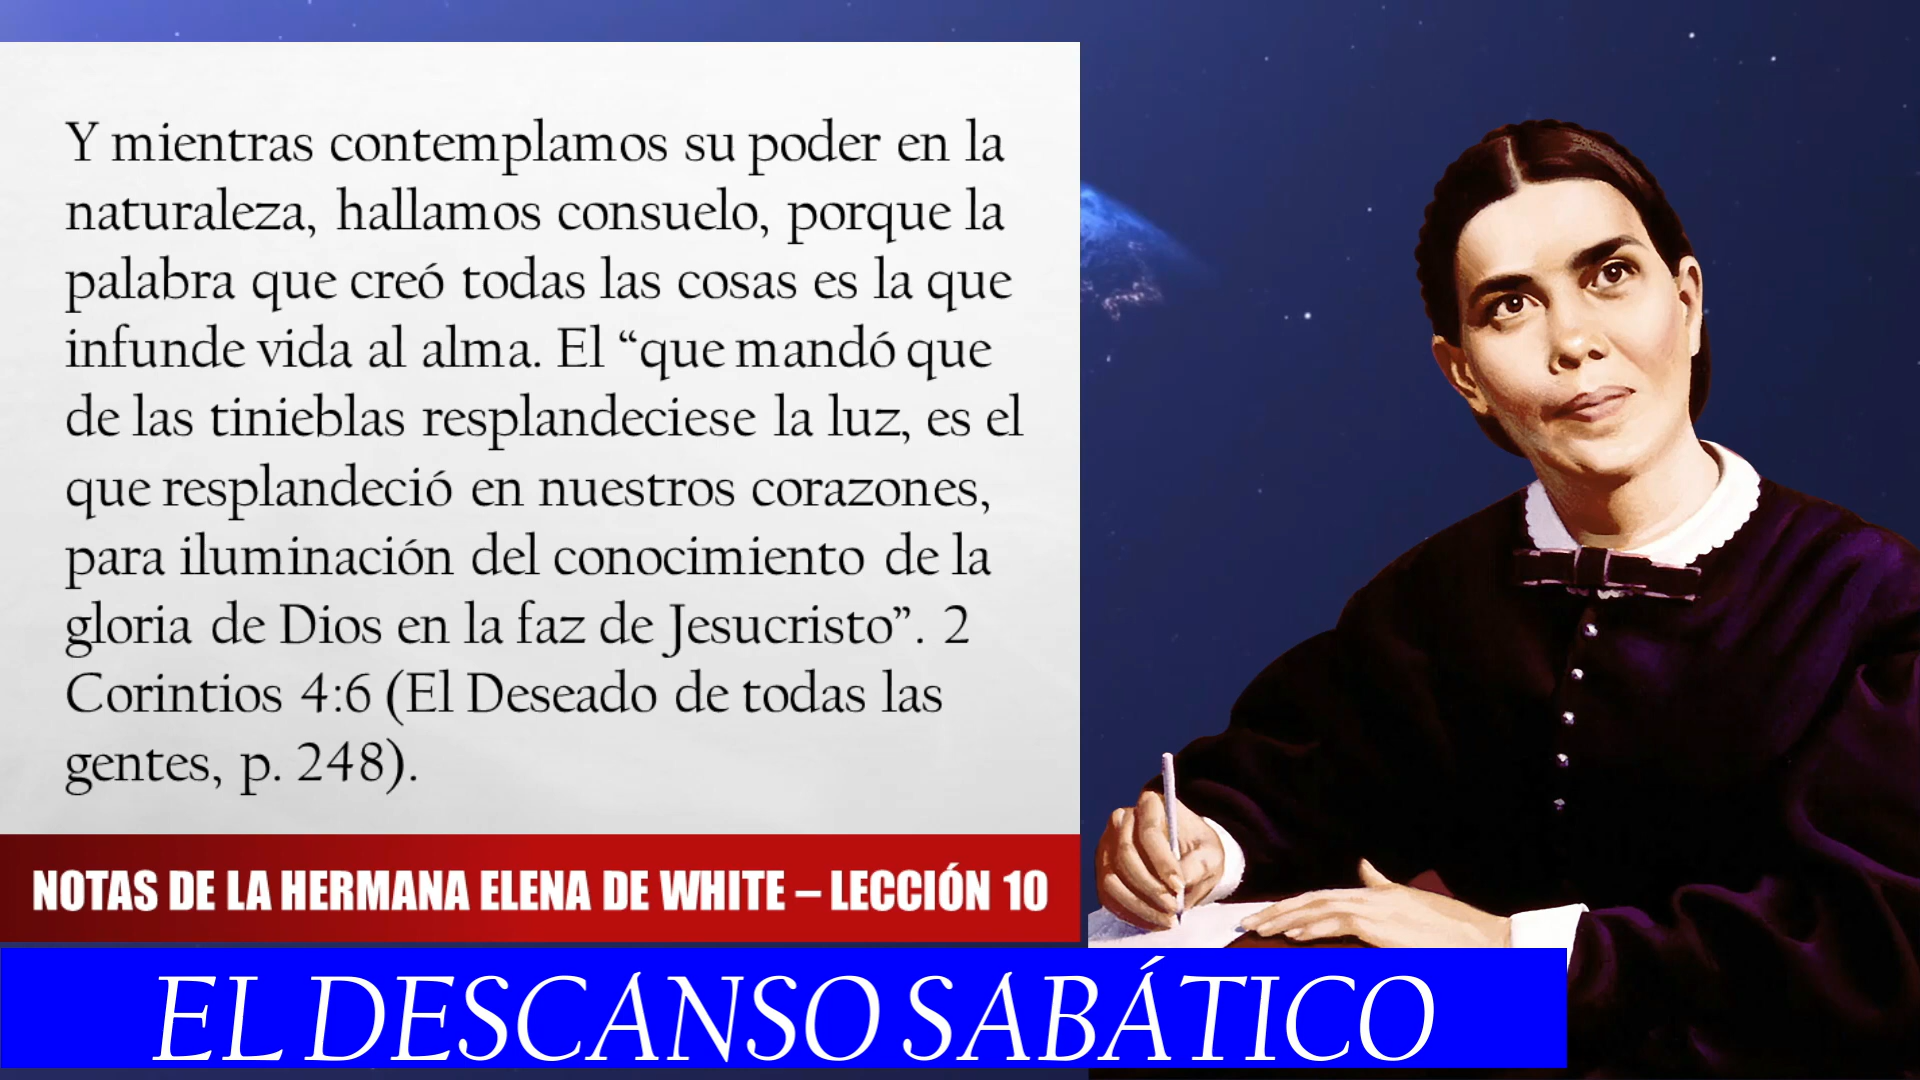 Y mientras contemplamos su poder en la
naturaleza, hallamos consuelo, porque la
palabra que creó todas las cosas es la que
infunde vida al alma. El “que mandó que
de las tinieblas resplandeciese la luz, es el
que resplandeció en nuestros corazones,
para iluminación del conocimiento de la
gloria de Dios en la faz de Jesucristo”. 2
Corintios 4:6 (El Deseado de todas las
gentes, p. 248).
NOTAS DE LA HERMANA ELENA DE WHITE – LECCIÓN 10
EL DESCANSO SABÁTICO